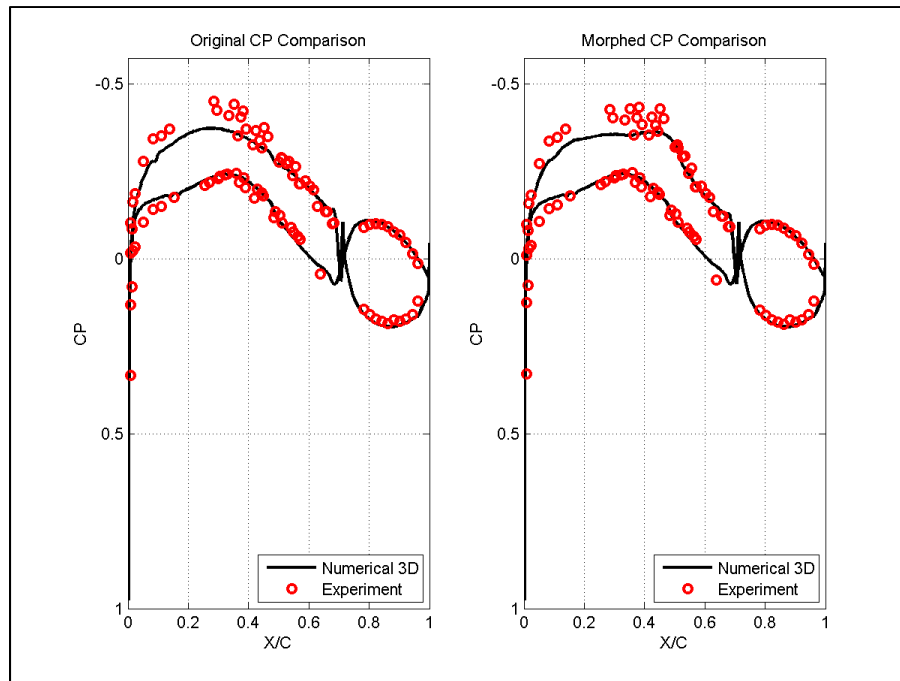 Original CP Comparison
-0.5
0
0.5
1
CP
0
0.2
0.4
0.6
0.8
1
X/C
Numerical 3D
Experiment
Morphed CP Comparison
-0.5
0
0.5
1
CP
0
0.2
0.4
0.6
0.8
1
X/C
Numerical 3D
Experiment